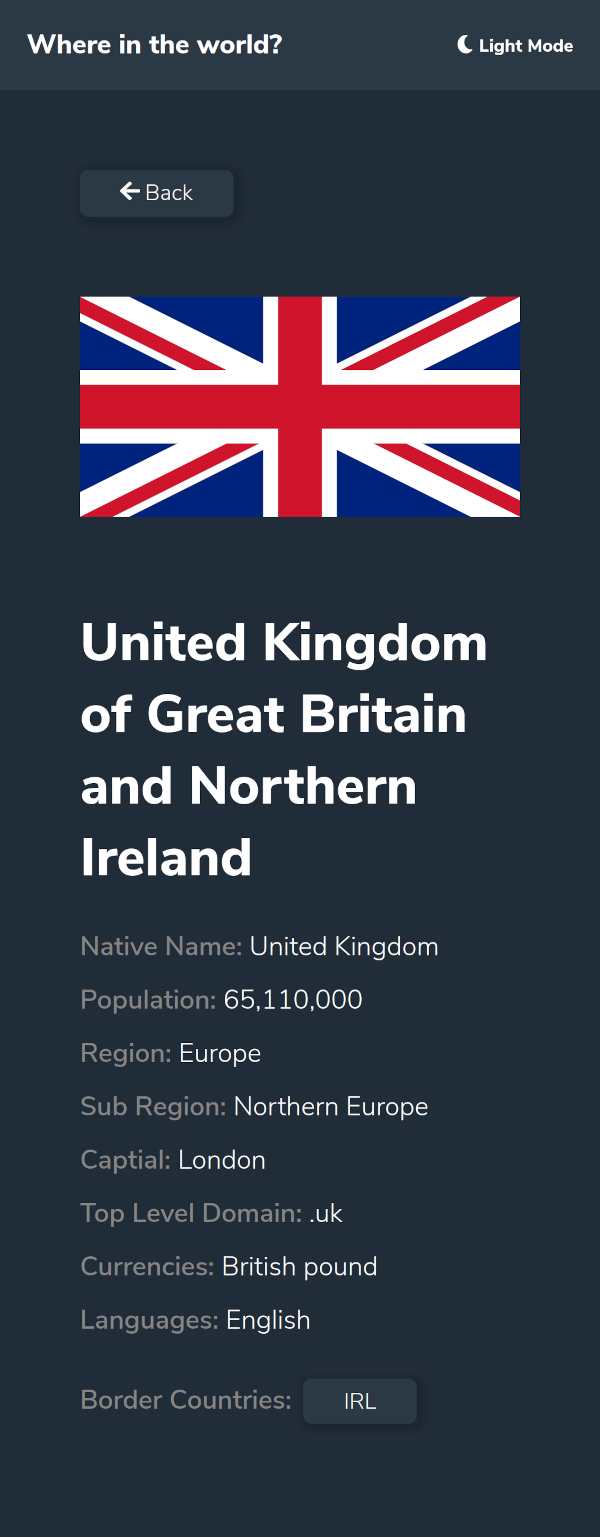 Where in the world?
Light Mode
Back
United Kingdom
of Great Britain
and Northern
Ireland
Native Name: United Kingdom
Population: 65,110,000
Region: Europe
Sub Region: Northern Europe
Captial: London
Top Level Domain: .uk
Currencies: British pound
Languages: English
Border Countries: IRL